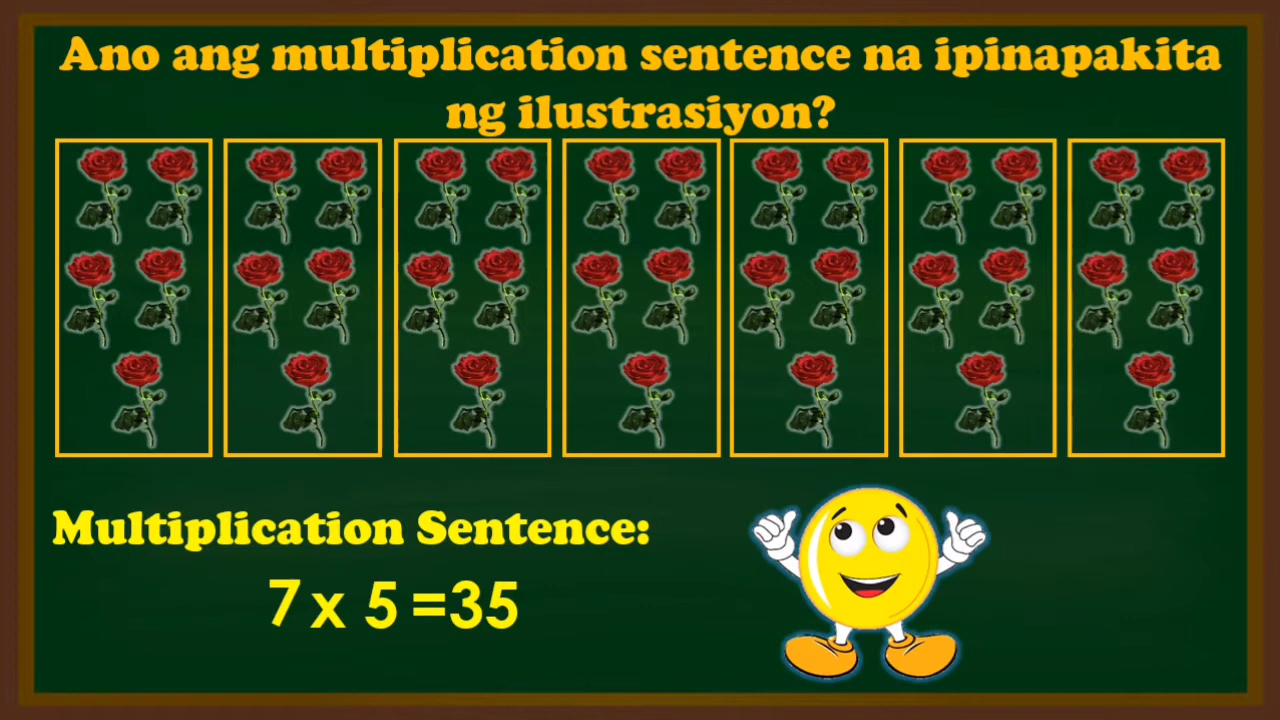 Ano ang multiplication sentence na ipinapakita
ng ilustrasiyon?
Multiplication Sentence:
7 x 5 =35